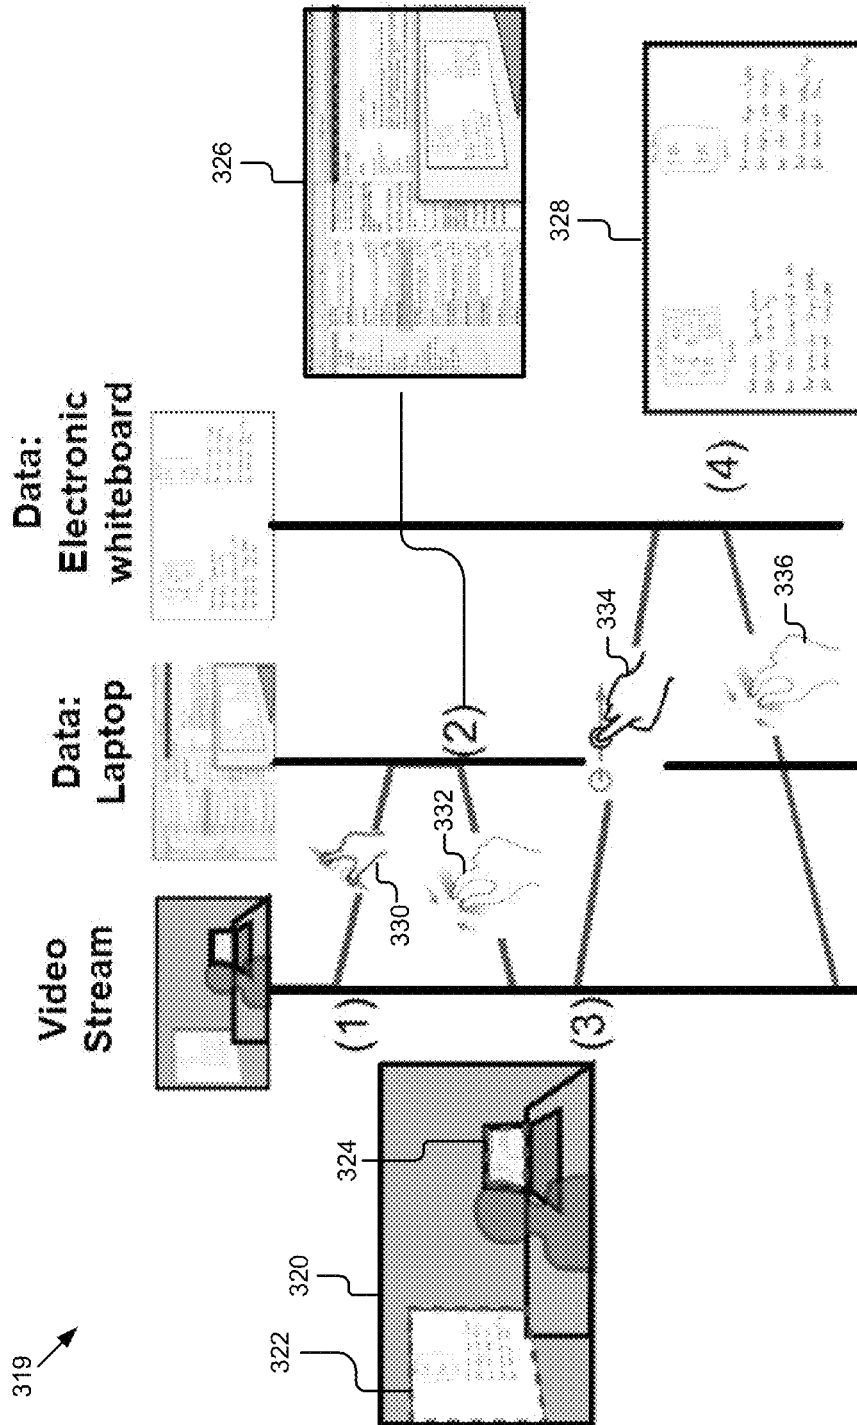 319
Video
Stream
Data:
Laptop
Data:
Electronic
whiteboard
(1)
(2)
(3)
(4)
320
322
324
326
328
330
332
334
336